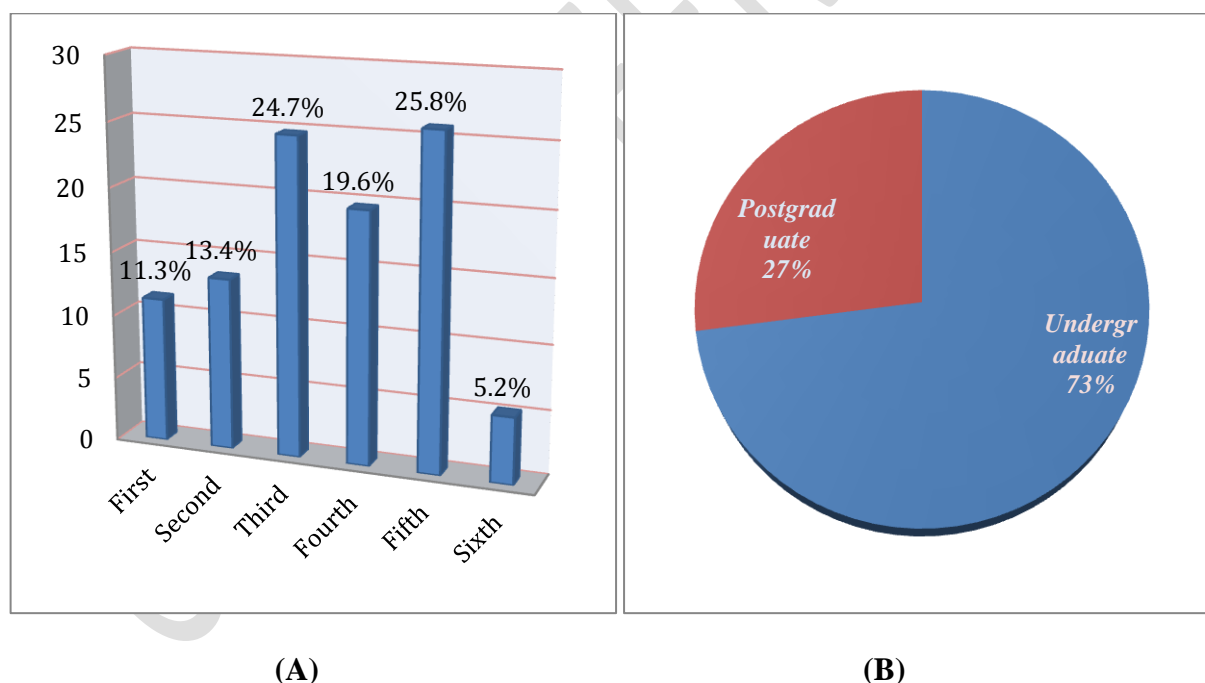 30
25
20
15
10
5
0
11.3%
13.4%
24.7%
19.6%
25.8%
5.2%
First
Second
Third
Fourth
Fifth
Sixth
Postgrad
uate
27%
Undergr
aduate
73%
(A)
(B)